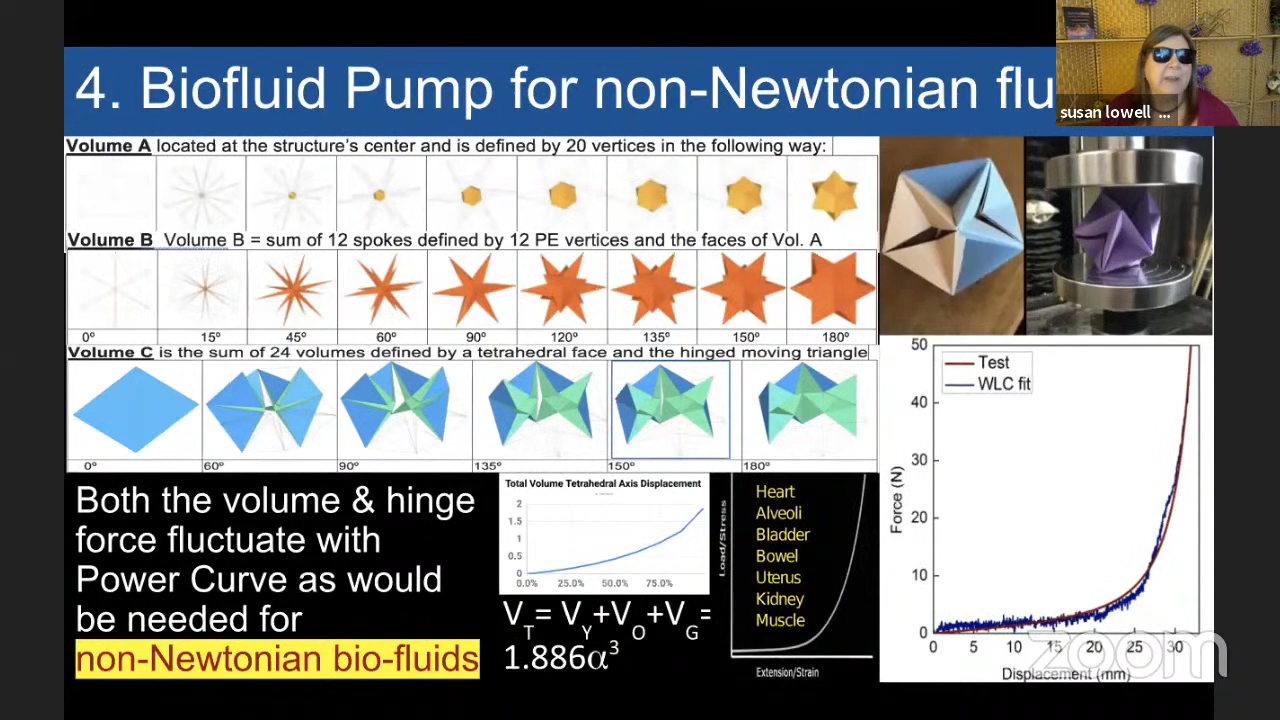 4. Biofluid Pump for non-Newtonian flu
susan lowell ...
Volume A located at the structure's center and is defined by 20 vertices in the following way:
Volume B Volume B = sum of 12 spokes defined by 12 PE vertices and the faces of Vol. A
0º 15º 45º 60º 90º 120º 135º 150º 180º
Volume C is the sum of 24 volumes defined by a tetrahedral face and the hinged moving triangle
0º 60º 90º 135º 150º 180º
Both the volume & hinge
force fluctuate with
Power Curve as would
be needed for
non-Newtonian bio-fluids
Total Volume Tetrahedral Axis Displacement
2
1.5
1
0.5
0
0.0% 25.0% 50.0% 75.0%
V_T= V_Y+V_O+V_G=
1.886α³
Load/Stress
Heart
Alveoli
Bladder
Bowel
Uterus
Kidney
Muscle
Extension/Strain
Test
WLC fit
Force (N)
50
40
30
20
10
0
0 5 10 15 20 25 30
Displacement (mm)
zoom